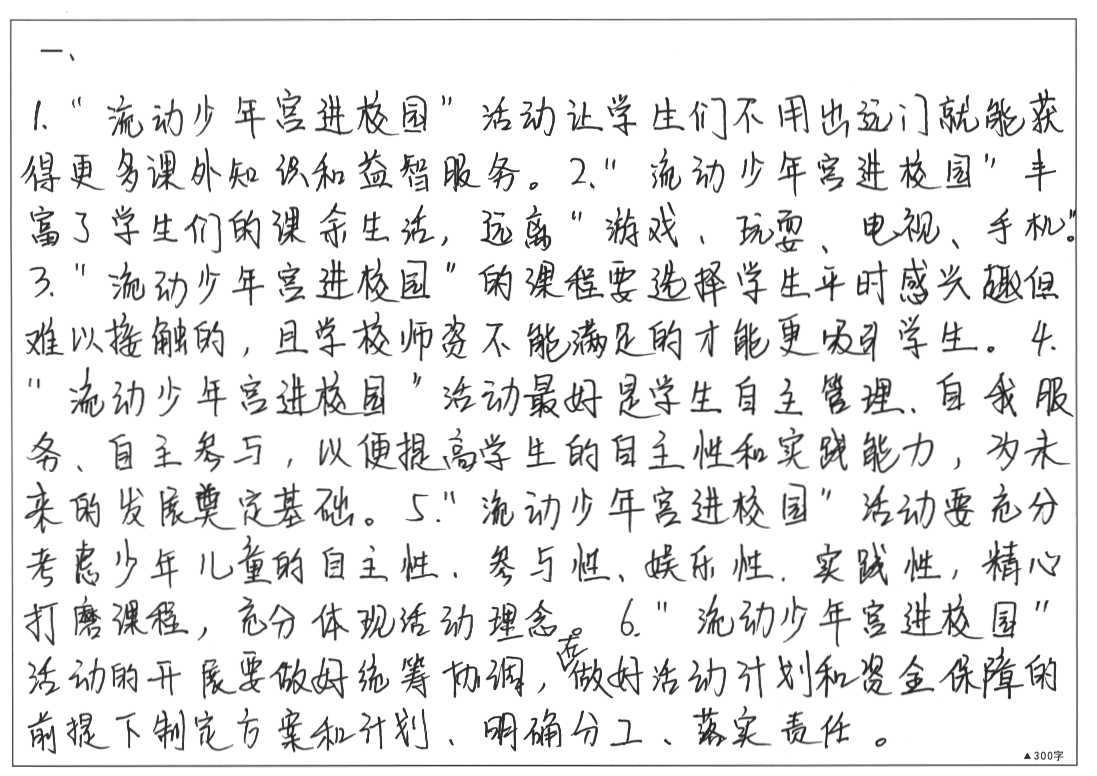 一、
1.“流动少年宫进校园”活动让学生们不用出远门就能获
得更多课外知识和益智服务。2.“流动少年宫进校园”丰
富了学生们的课余生活,远离“游戏、玩耍、电视、手机”。
3.“流动少年宫进校园”的课程要选择学生平时感兴趣但
难以接触的,且学校师资不能满足的才能更吸引学生。4.
“流动少年宫进校园”活动最好是学生自主管理、自我服
务、自主参与,以便提高学生的自主性和实践能力,为未
来的发展奠定基础。5.“流动少年宫进校园”活动要充分
考虑少年儿童的自主性、参与性、娱乐性、实践性,精心
打磨课程,充分体现活动理念。6.“流动少年宫进校园”
活动的开展要做好统筹协调,在做好活动计划和资金保障的
前提下制定方案和计划、明确分工、落实责任。
▲300字